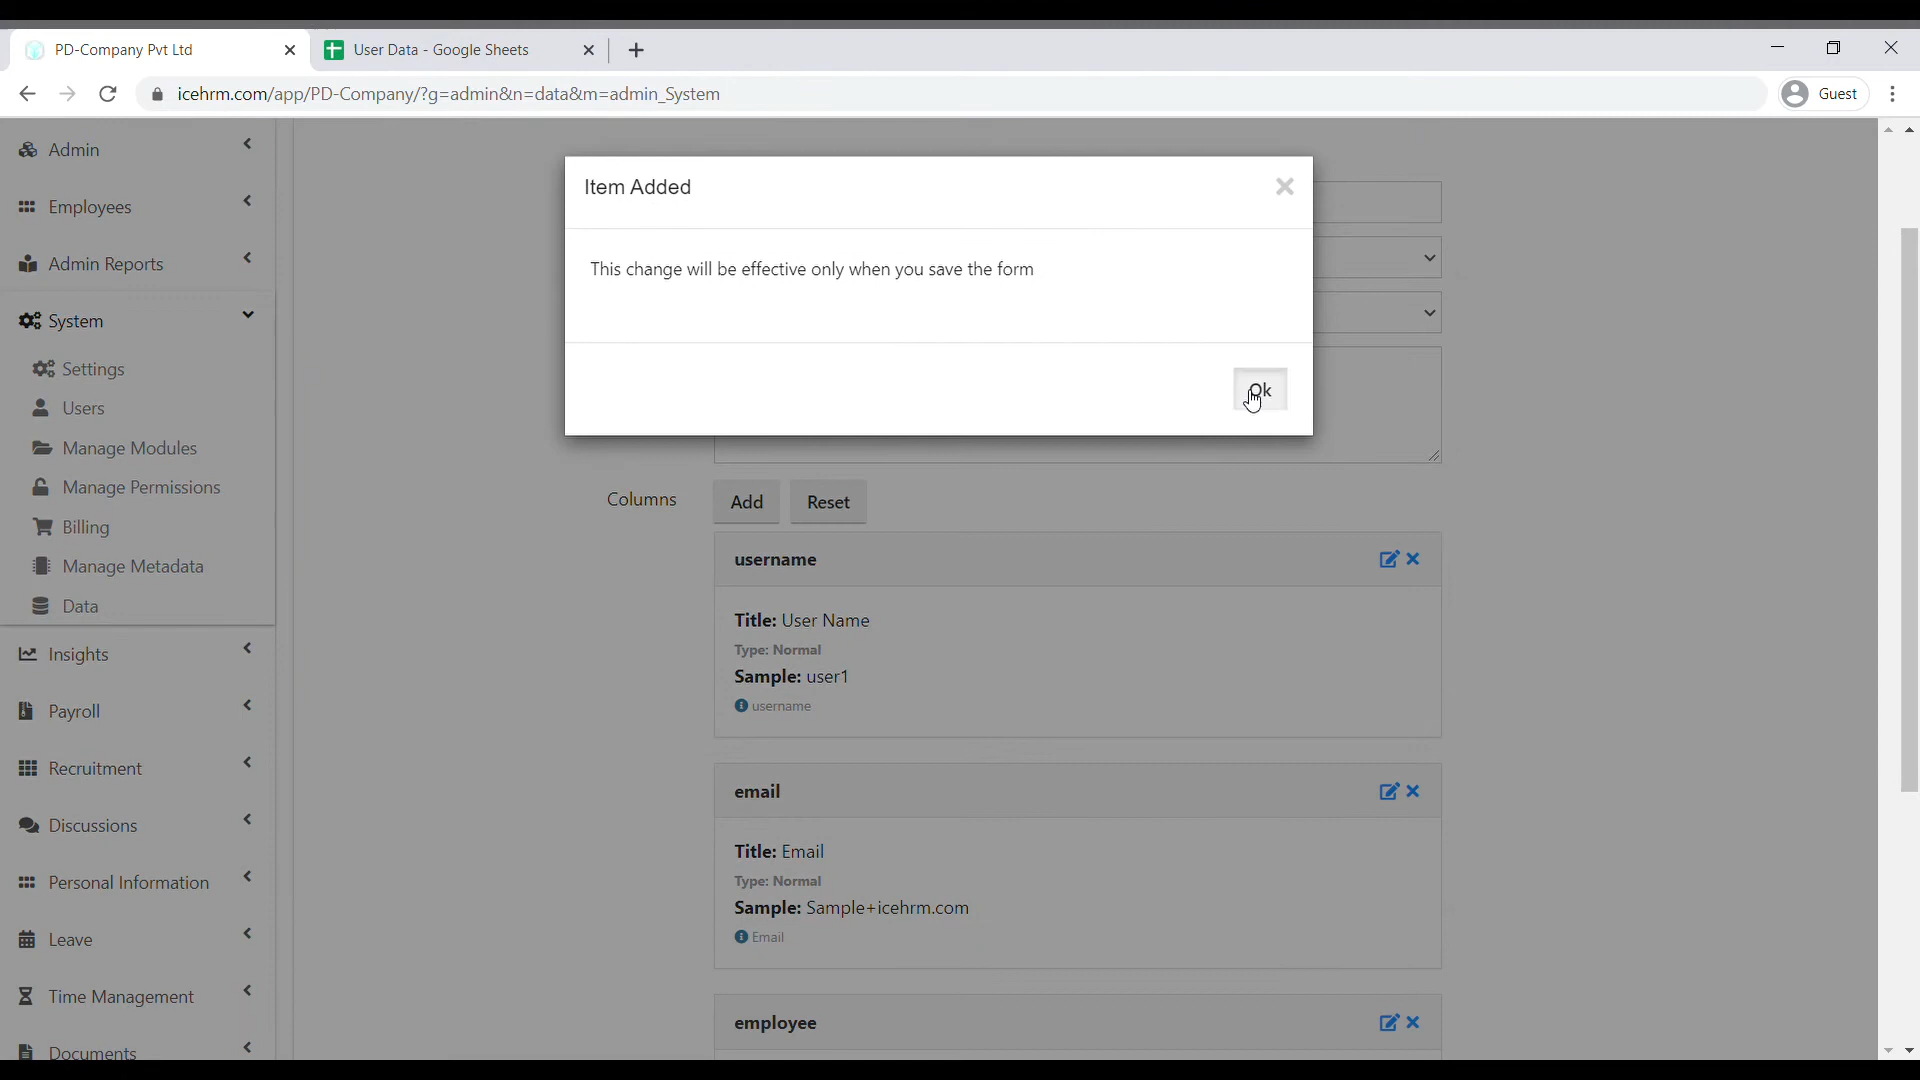 PD-Company Pvt Ltd
User Data - Google Sheets
icehrm.com/app/PD-Company/?g=admin&n=data&m=admin_System
Guest
Admin
Employees
Admin Reports
System
Settings
Users
Manage Modules
Manage Permissions
Billing
Manage Metadata
Data
Insights
Payroll
Recruitment
Discussions
Personal Information
Leave
Time Management
Documents
Item Added
This change will be effective only when you save the form
Ok
Columns
Add
Reset
username
Title: User Name
Type: Normal
Sample: user1
username
email
Title: Email
Type: Normal
Sample: Sample+icehrm.com
Email
employee